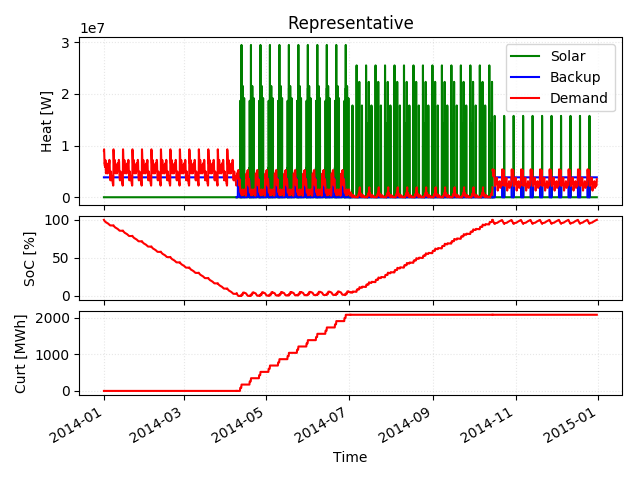 Representative
1e7
3
2
1
0
Heat [W]
Solar
Backup
Demand
100
50
0
SoC [%]
2000
1000
0
Curt [MWh]
2014-01
2014-03
2014-05
2014-07
2014-09
2014-11
2015-01
Time